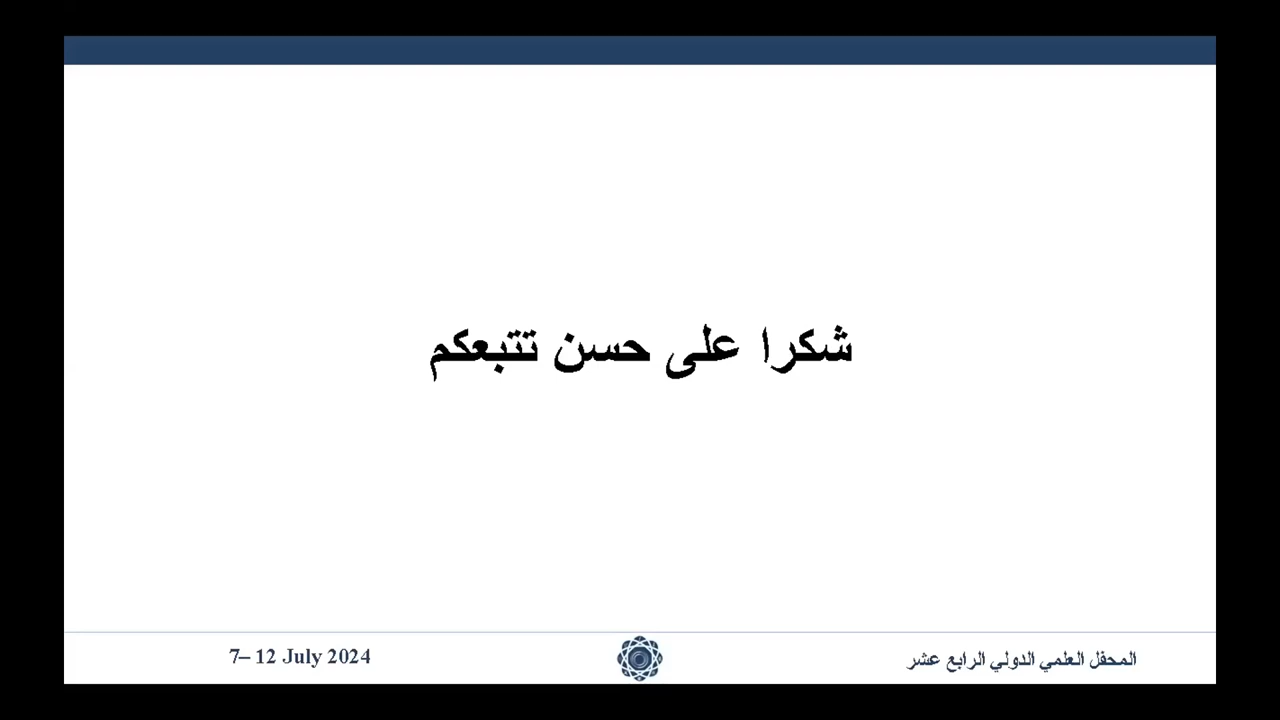 شكرا على حسن تتبعكم
7– 12 July 2024
المحفل العلمي الدولي الرابع عشر